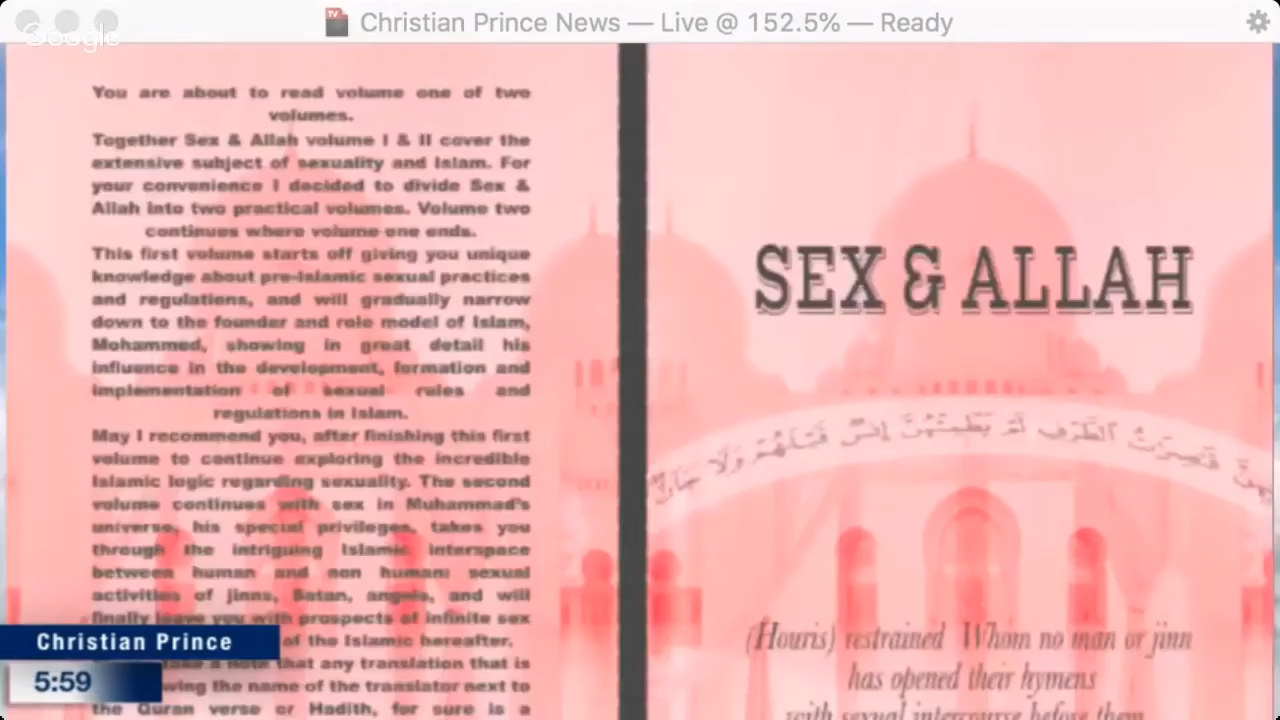 Christian Prince News — Live @ 152.5% — Ready
Google
You are about to read volume one of two
volumes.
Together Sex & Allah volume I & II cover the
extensive subject of sexuality and Islam. For
your convenience I decided to divide Sex &
Allah into two practical volumes. Volume two
continues where volume one ends.
This first volume starts off giving you unique
knowledge about pre-Islamic sexual practices
and regulations, and will gradually narrow
down to the founder and role model of Islam,
Mohammed, showing in great detail his
influence in the development, formation and
implementation of sexual rules and
regulations in Islam.
May I recommend you, after finishing this first
volume to continue exploring the incredible
Islamic logic regarding sexuality. The second
volume continues with sex in Muhammad's
universe, his special privileges, takes you
through the intriguing Islamic interspace
between human and non human: sexual
activities of jinns, Satan, angels, and will
finally leave you with prospects of infinite sex
of the Islamic hereafter.
a note that any translation that is
the name of the translator next to
the Quran verse or Hadith, for sure is a
SEX & ALLAH
قَصِرَٰتُ ٱلطَّرْفِ لَمْ يَطْمِثْهُنَّ إِنسٌ قَبْلَهُمْ وَلَا جَانٌّ
(Houris) restrained Whom no man or jinn
has opened their hymens
with sexual intercourse before them
Christian Prince
5:59